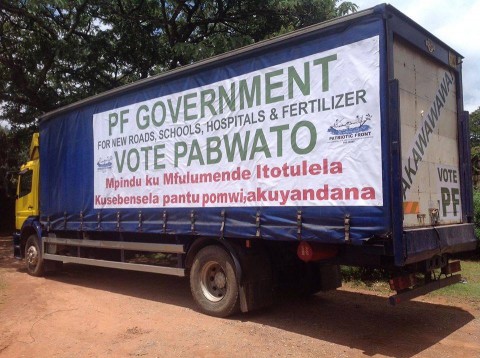 PF GOVERNMENT
FOR NEW ROADS, SCHOOLS, HOSPITALS & FERTILIZER
VOTE PABWATO
Mpindu ku Mfulumende Itotulela
Kusebensela pantu pomwi,akuyandana
PATRIOTIC FRONT
AKAWAWAWAWA
VOTE
PF